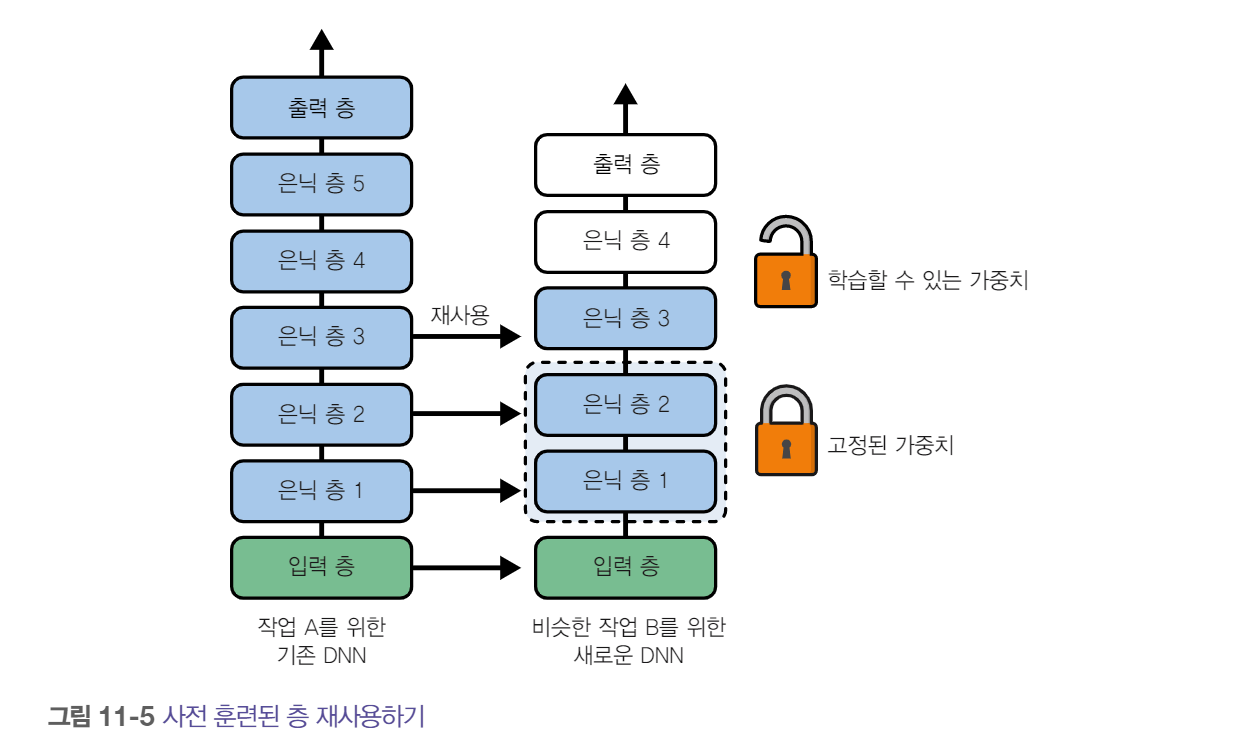 출력 층
은닉 층 5
은닉 층 4
은닉 층 3
은닉 층 2
은닉 층 1
입력 층
작업 A를 위한
기존 DNN
재사용
출력 층
은닉 층 4
은닉 층 3
은닉 층 2
은닉 층 1
입력 층
비슷한 작업 B를 위한
새로운 DNN
학습할 수 있는 가중치
고정된 가중치
그림 11-5 사전 훈련된 층 재사용하기